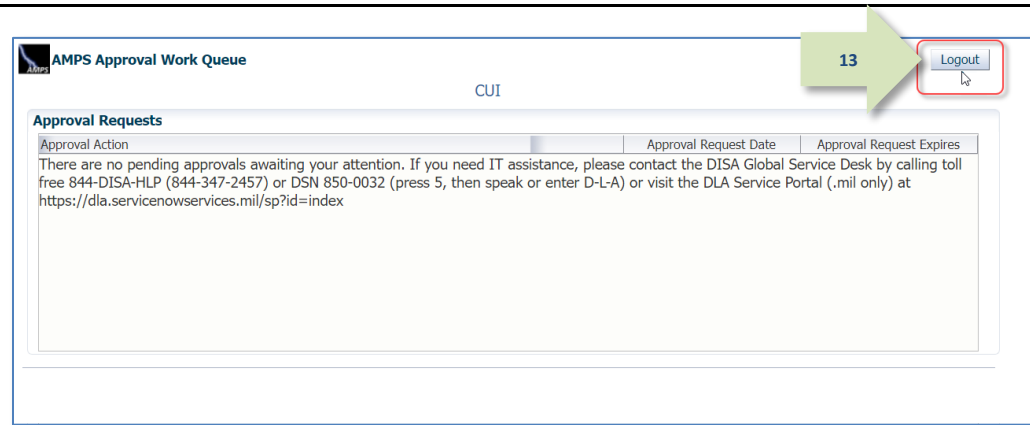 AMPS
AMPS Approval Work Queue
13
Logout
CUI
Approval Requests
Approval Action
Approval Request Date
Approval Request Expires
There are no pending approvals awaiting your attention. If you need IT assistance, please contact the DISA Global Service Desk by calling toll
free 844-DISA-HLP (844-347-2457) or DSN 850-0032 (press 5, then speak or enter D-L-A) or visit the DLA Service Portal (.mil only) at
https://dla.servicenowservices.mil/sp?id=index